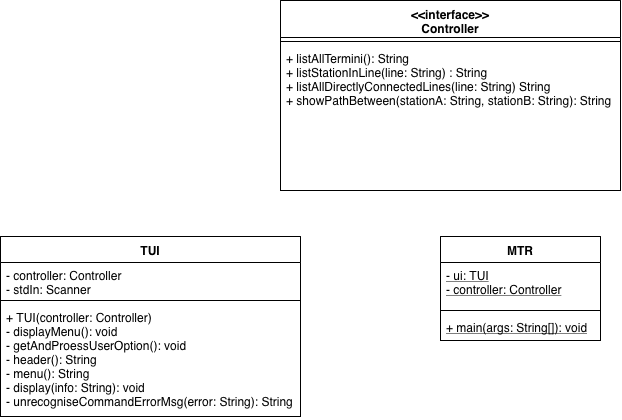 <<interface>>
Controller
+ listAllTermini(): String
+ listStationInLine(line: String) : String
+ listAllDirectlyConnectedLines(line: String) String
+ showPathBetween(stationA: String, stationB: String): String
TUI
- controller: Controller
- stdIn: Scanner
+ TUI(controller: Controller)
- displayMenu(): void
- getAndProessUserOption(): void
- header(): String
- menu(): String
- display(info: String): void
- unrecogniseCommandErrorMsg(error: String): String
MTR
- ui: TUI
- controller: Controller
+ main(args: String[]): void